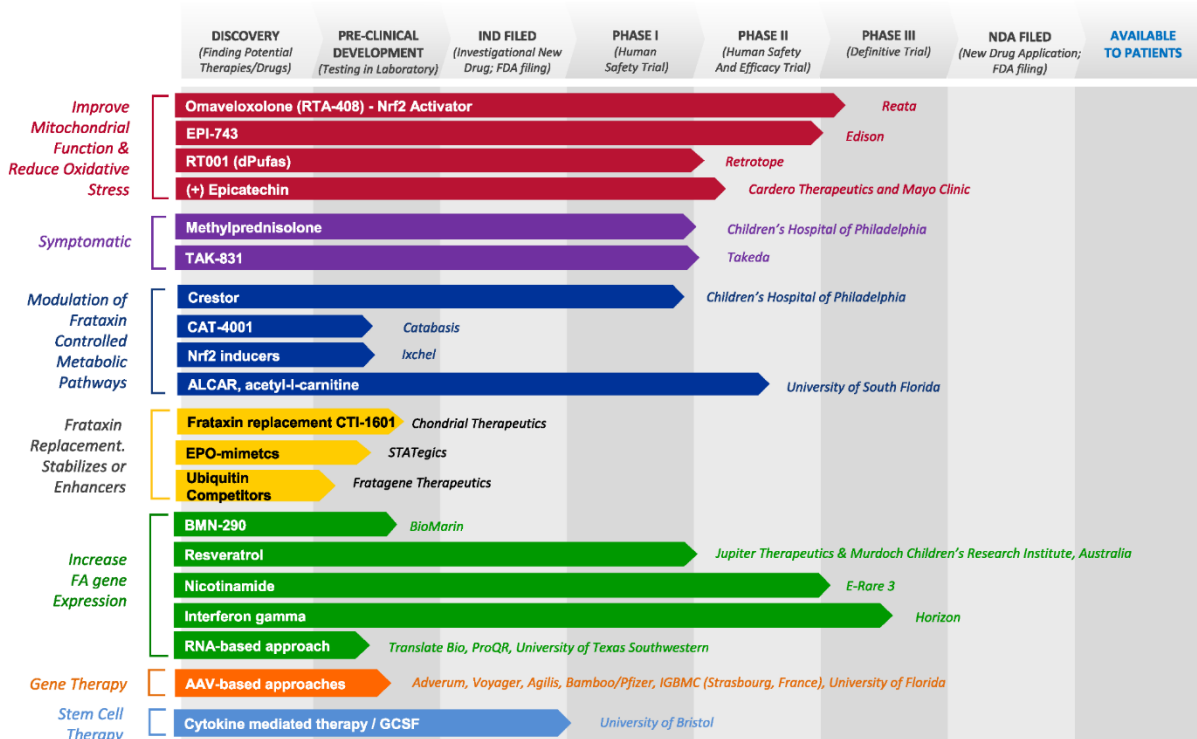 DISCOVERY
(Finding Potential
Therapies/Drugs)
PRE-CLINICAL
DEVELOPMENT
(Testing in Laboratory)
IND FILED
(Investigational New
Drug; FDA filing)
PHASE I
(Human
Safety Trial)
PHASE II
(Human Safety
And Efficacy Trial)
PHASE III
(Definitive Trial)
NDA FILED
(New Drug Application;
FDA filing)
AVAILABLE
TO PATIENTS
Improve
Mitochondrial
Function &
Reduce Oxidative
Stress
Omaveloxolone (RTA-408) - Nrf2 Activator
Reata
EPI-743
Edison
RT001 (dPufas)
Retrotope
(+) Epicatechin
Cardero Therapeutics and Mayo Clinic
Symptomatic
Methylprednisolone
Children's Hospital of Philadelphia
TAK-831
Takeda
Modulation of
Frataxin
Controlled
Metabolic
Pathways
Crestor
Children's Hospital of Philadelphia
CAT-4001
Catabasis
Nrf2 inducers
Ixchel
ALCAR, acetyl-l-carnitine
University of South Florida
Frataxin
Replacement.
Stabilizes or
Enhancers
Frataxin replacement CTI-1601
Chondrial Therapeutics
EPO-mimetcs
STATegics
Ubiquitin
Competitors
Fratagene Therapeutics
Increase
FA gene
Expression
BMN-290
BioMarin
Resveratrol
Jupiter Therapeutics & Murdoch Children's Research Institute, Australia
Nicotinamide
E-Rare 3
Interferon gamma
Horizon
RNA-based approach
Translate Bio, ProQR, University of Texas Southwestern
Gene Therapy
AAV-based approaches
Adverum, Voyager, Agilis, Bamboo/Pfizer, IGBMC (Strasbourg, France), University of Florida
Stem Cell
Therapy
Cytokine mediated therapy / GCSF
University of Bristol